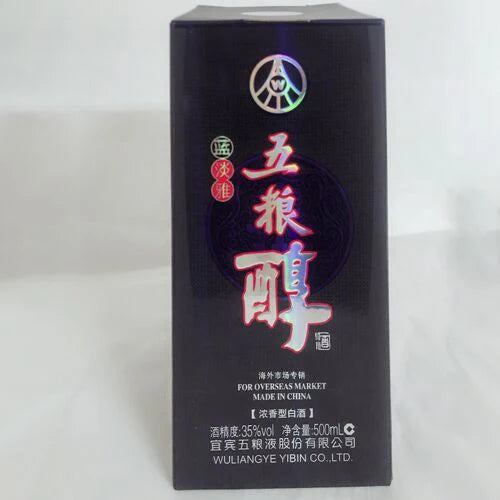 W
蓝
淡
雅
五
粮
醇
酒
海外市场专销
FOR OVERSEAS MARKET
MADE IN CHINA
【浓香型白酒】
酒精度:35%vol 净含量:500mL C
宜宾五粮液股份有限公司
WULIANGYE YIBIN CO.,LTD.